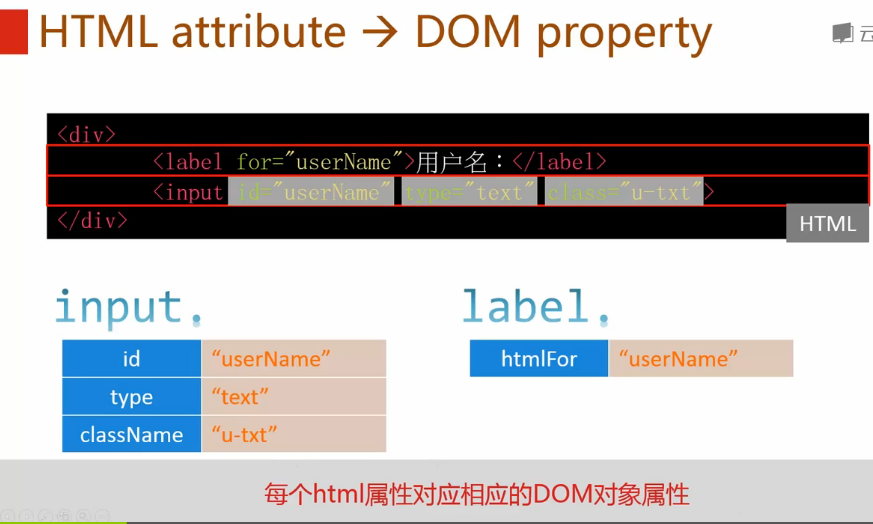 HTML attribute → DOM property
云
<div>
<label for="userName">用户名：</label>
<input id="userName" type="text" class="u-txt">
</div>
HTML
input.
label.
id “userName”
htmlFor “userName”
type “text”
className “u-txt”
每个html属性对应相应的DOM对象属性